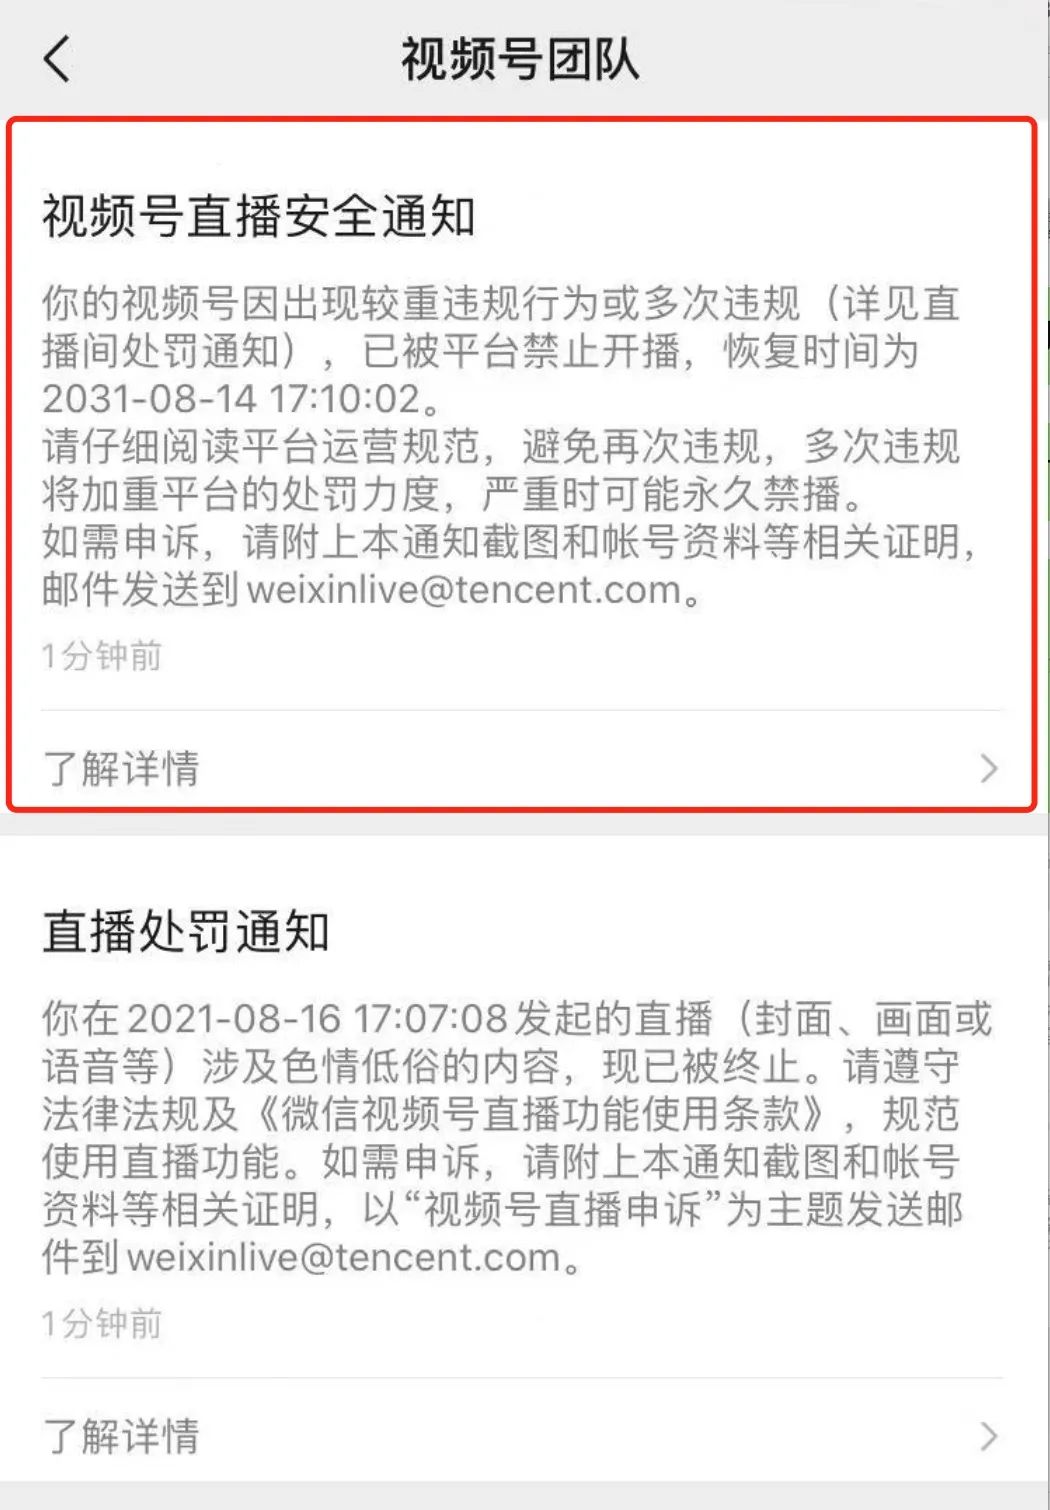 视频号团队
视频号直播安全通知
你的视频号因出现较重违规行为或多次违规（详见直
播间处罚通知），已被平台禁止开播，恢复时间为
2031-08-14 17:10:02。
请仔细阅读平台运营规范，避免再次违规，多次违规
将加重平台的处罚力度，严重时可能永久禁播。
如需申诉，请附上本通知截图和帐号资料等相关证明，
邮件发送到weixinlive@tencent.com。
1分钟前
了解详情
直播处罚通知
你在2021-08-16 17:07:08发起的直播（封面、画面或
语音等）涉及色情低俗的内容，现已被终止。请遵守
法律法规及《微信视频号直播功能使用条款》，规范
使用直播功能。如需申诉，请附上本通知截图和帐号
资料等相关证明，以“视频号直播申诉”为主题发送邮
件到weixinlive@tencent.com。
1分钟前
了解详情